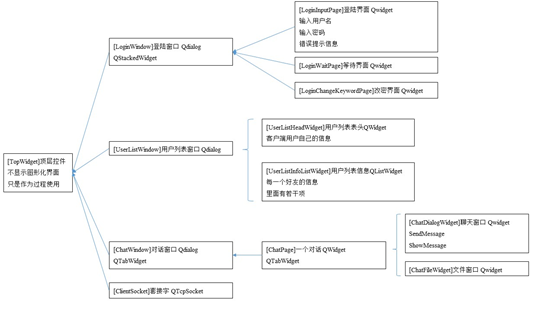 [LoginInputPage]登陆界面 Qwidget
输入用户名
输入密码
错误提示信息
[LoginWindow]登陆窗口 Qdialog
QStackedWidget
[LoginWaitPage]等待界面 Qwidget
[LoginChangeKeywordPage]改密界面 Qwidget
[UserListHeadWidget]用户列表表头QWidget
客户端用户自己的信息
[UserListWindow]用户列表窗口 Qdialog
[TopWidget]顶层控件
不显示图形化界面
只是作为过程使用
[UserListInfoListWidget]用户列表信息QListWidget
每一个好友的信息
里面有若干项
[ChatDialogWidget]聊天窗口 Qwidget
SendMessage
ShowMessage
[ChatWindow]对话窗口 Qdialog
QTabWidget
[ChatPage]一个对话 QWidget
QTabWidget
[ChatFileWidget]文件窗口 Qwidget
[ClientSocket]套接字 QTcpSocket